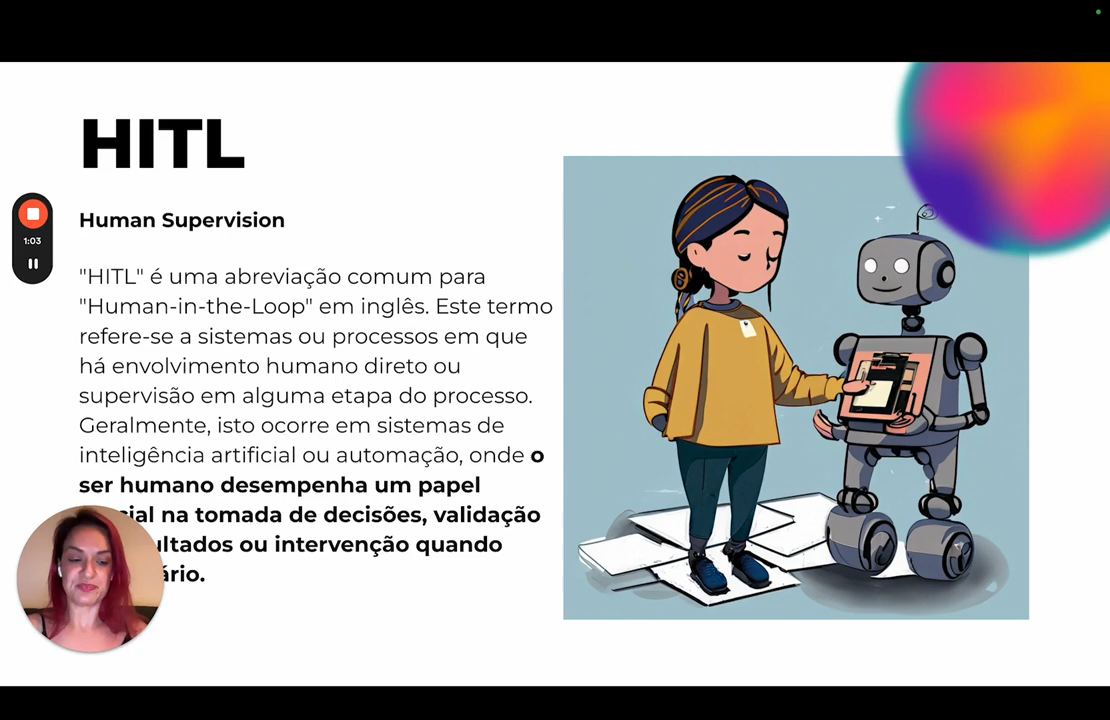 HITL
1:03
Human Supervision
"HITL" é uma abreviação comum para
"Human-in-the-Loop" em inglês. Este termo
refere-se a sistemas ou processos em que
há envolvimento humano direto ou
supervisão em alguma etapa do processo.
Geralmente, isto ocorre em sistemas de
inteligência artificial ou automação, onde o
ser humano desempenha um papel
na tomada de decisões, validação
ou intervenção quando